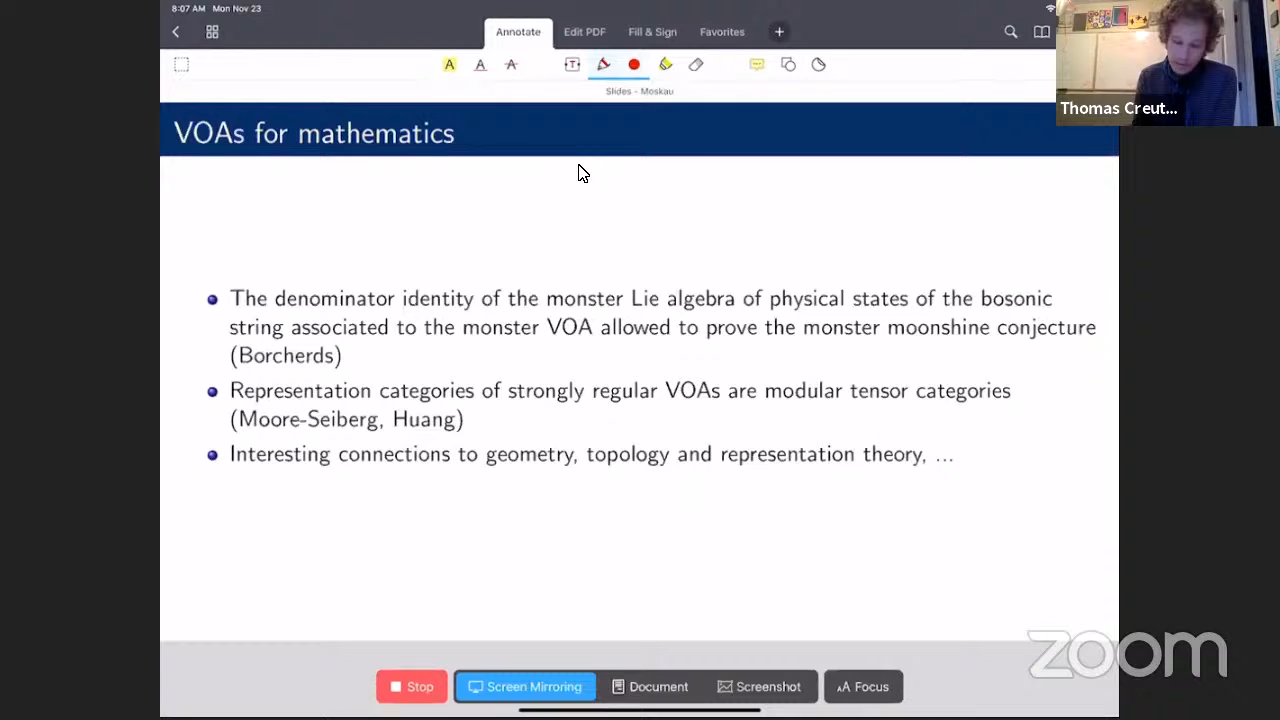 8:07 AM Mon Nov 23
Annotate
Edit PDF
Fill & Sign
Favorites
Slides - Moskau
Thomas Creut...
VOAs for mathematics
The denominator identity of the monster Lie algebra of physical states of the bosonic
string associated to the monster VOA allowed to prove the monster moonshine conjecture
(Borcherds)
Representation categories of strongly regular VOAs are modular tensor categories
(Moore-Seiberg, Huang)
Interesting connections to geometry, topology and representation theory, ...
zoom
Stop
Screen Mirroring
Document
Screenshot
AA Focus